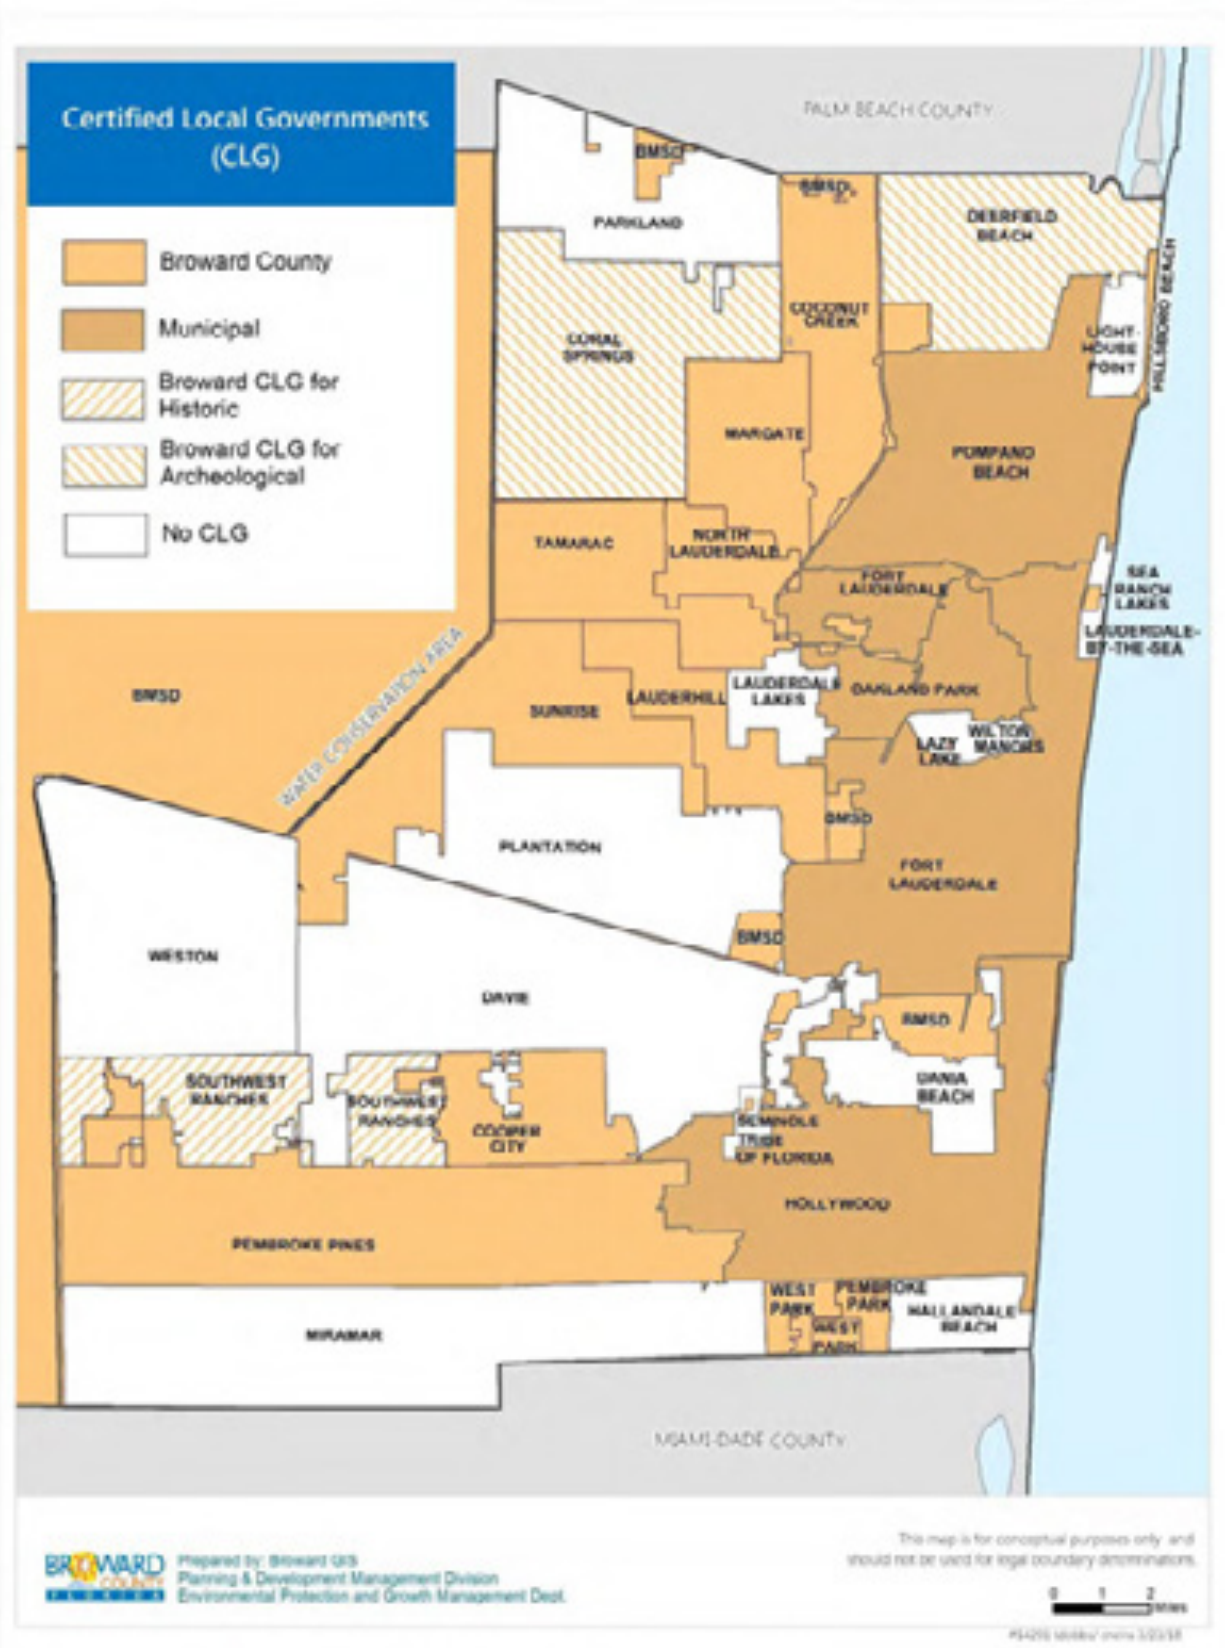 PALM BEACH COUNTY
Certified Local Governments
(CLG)
Broward County
Municipal
Broward CLG for
Historic
Broward CLG for
Archeological
No CLG
BMSD
BMSD
PARKLAND
DEERFIELD
BEACH
HILLSBORO BEACH
COCONUT
CREEK
CORAL
SPRINGS
LIGHT-
HOUSE
POINT
MARGATE
POMPANO
BEACH
TAMARAC
NORTH
LAUDERDALE
FORT
LAUDERDALE
SEA
RANCH
LAKES
LAUDERDALE-
BY-THE-SEA
WATER CONSERVATION AREA
BMSD
SUNRISE
LAUDERHILL
LAUDERDALE
LAKES
OAKLAND PARK
LAZY
LAKE
WILTON
MANORS
PLANTATION
BMSD
FORT
LAUDERDALE
BMSD
WESTON
DAVIE
BMSD
SOUTHWEST
RANCHES
SOUTHWEST
RANCHES
COOPER
CITY
DANIA
BEACH
SEMINOLE
TRIBE
OF FLORIDA
HOLLYWOOD
PEMBROKE PINES
WEST
PARK
PEMBROKE
PARK
WEST
PARK
HALLANDALE
BEACH
MIRAMAR
MIAMI-DADE COUNTY
BROWARD
COUNTY
FLORIDA
Prepared by: Broward GIS
Planning & Development Management Division
Environmental Protection and Growth Management Dept.
This map is for conceptual purposes only and
should not be used for legal boundary determinations.
0 1 2
Miles